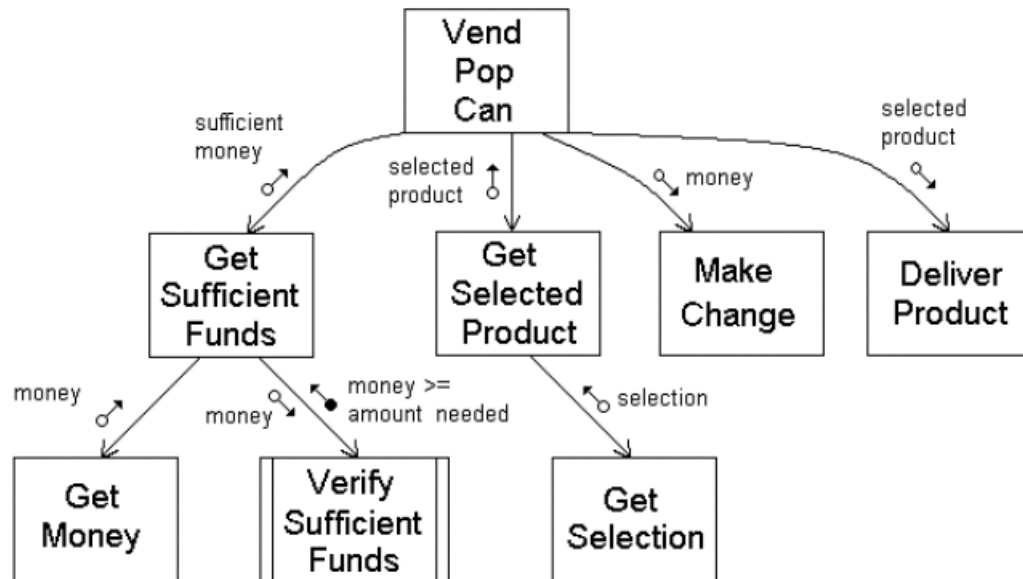 Vend
Pop
Can
sufficient
money
selected
product
money
selected
product
Get
Sufficient
Funds
Get
Selected
Product
Make
Change
Deliver
Product
money
money
money >=
amount needed
selection
Get
Money
Verify
Sufficient
Funds
Get
Selection